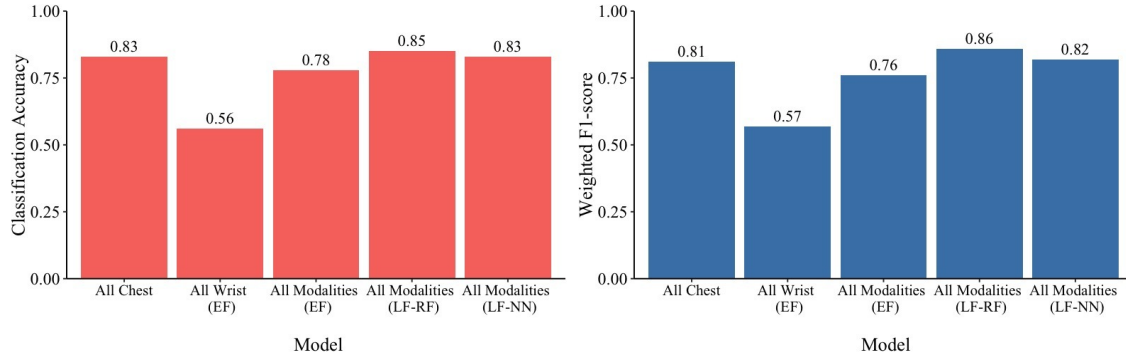 Classification Accuracy
1.00
0.75
0.50
0.25
0.00
0.83
0.56
0.78
0.85
0.83
All Chest
All Wrist
(EF)
All Modalities
(EF)
All Modalities
(LF-RF)
All Modalities
(LF-NN)
Model
Weighted F1-score
1.00
0.75
0.50
0.25
0.00
0.81
0.57
0.76
0.86
0.82
All Chest
All Wrist
(EF)
All Modalities
(EF)
All Modalities
(LF-RF)
All Modalities
(LF-NN)
Model